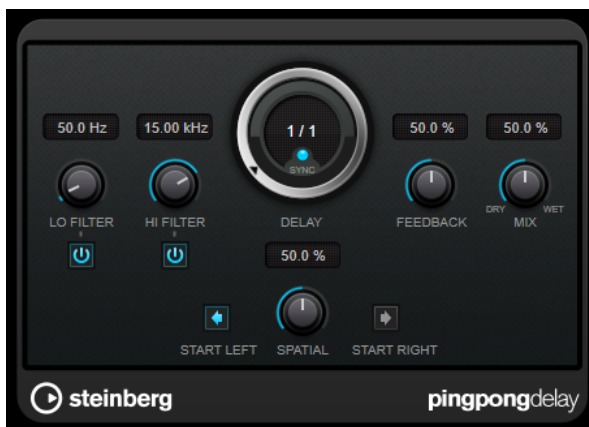 50.0 Hz 15.00 kHz 1 / 1 50.0 % 50.0 %
SYNC
DRY WET
LO FILTER HI FILTER DELAY FEEDBACK MIX
50.0 %
START LEFT SPATIAL START RIGHT
steinberg pingpongdelay